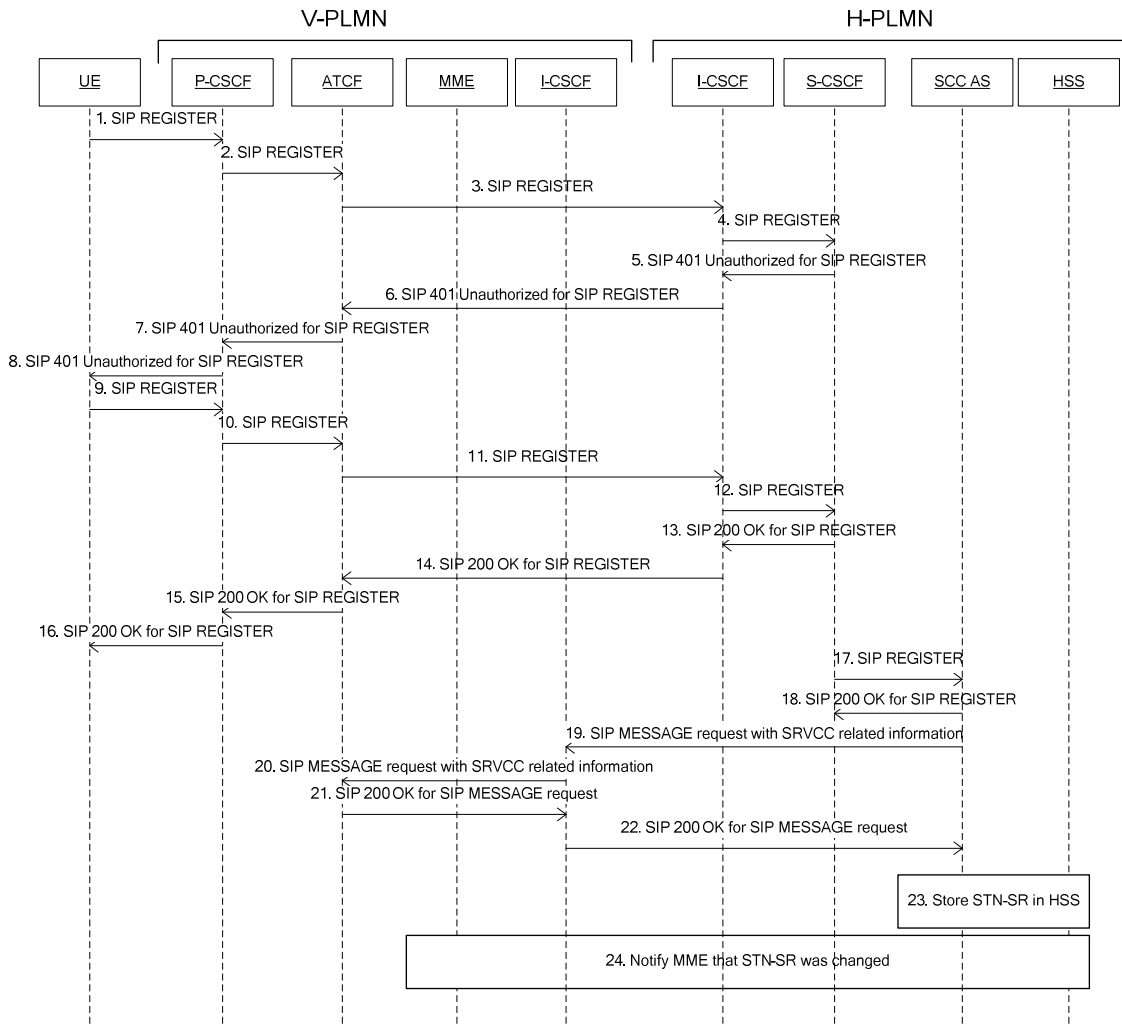 V-PLMN
H-PLMN
UE
P-CSCF
ATCF
MME
I-CSCF
I-CSCF
S-CSCF
SCC AS
HSS
1. SIP REGISTER
2. SIP REGISTER
3. SIP REGISTER
4. SIP REGISTER
5. SIP 401 Unauthorized for SIP REGISTER
6. SIP 401 Unauthorized for SIP REGISTER
7. SIP 401 Unauthorized for SIP REGISTER
8. SIP 401 Unauthorized for SIP REGISTER
9. SIP REGISTER
10. SIP REGISTER
11. SIP REGISTER
12. SIP REGISTER
13. SIP 200 OK for SIP REGISTER
14. SIP 200 OK for SIP REGISTER
15. SIP 200 OK for SIP REGISTER
16. SIP 200 OK for SIP REGISTER
17. SIP REGISTER
18. SIP 200 OK for SIP REGISTER
19. SIP MESSAGE request with SRVCC related information
20. SIP MESSAGE request with SRVCC related information
21. SIP 200 OK for SIP MESSAGE request
22. SIP 200 OK for SIP MESSAGE request
23. Store STN-SR in HSS
24. Notify MME that STN-SR was changed